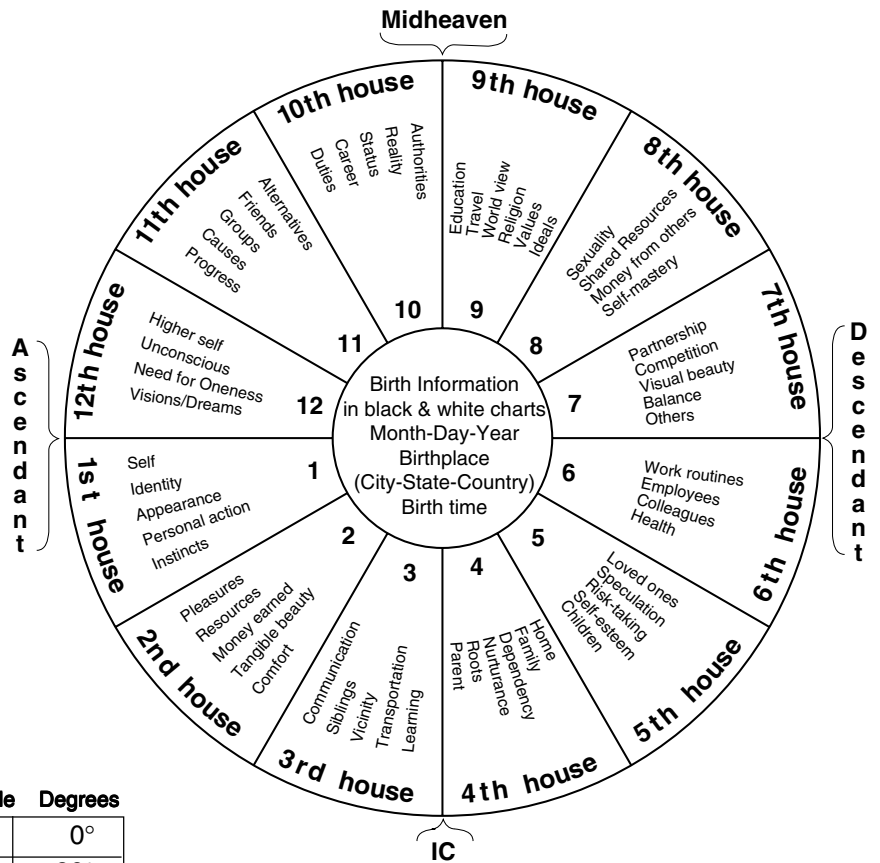 Midheaven
10th house
Authorities
Reality
Status
Career
Duties
10
9th house
Education
Travel
World view
Religion
Values
Ideals
9
8th house
Sexuality
Shared Resources
Money from others
Self-mastery
8
7th house
Partnership
Competition
Visual beauty
Balance
Others
7
Descendant
6th house
Work routines
Employees
Colleagues
Health
6
5th house
Loved ones
Speculation
Risk-taking
Self-esteem
Children
5
4th house
Home
Family
Dependency
Nurturance
Roots
Parent
4
IC
3rd house
Communication
Siblings
Vicinity
Transportation
Learning
3
2nd house
Pleasures
Resources
Money earned
Tangible beauty
Comfort
2
1st house
Self
Identity
Appearance
Personal action
Instincts
1
Ascendant
12th house
Higher self
Unconscious
Need for Oneness
Visions/Dreams
12
11th house
Alternatives
Friends
Groups
Causes
Progress
11
Birth Information
in black & white charts
Month-Day-Year
Birthplace
(City-State-Country)
Birth time
Degrees
0°